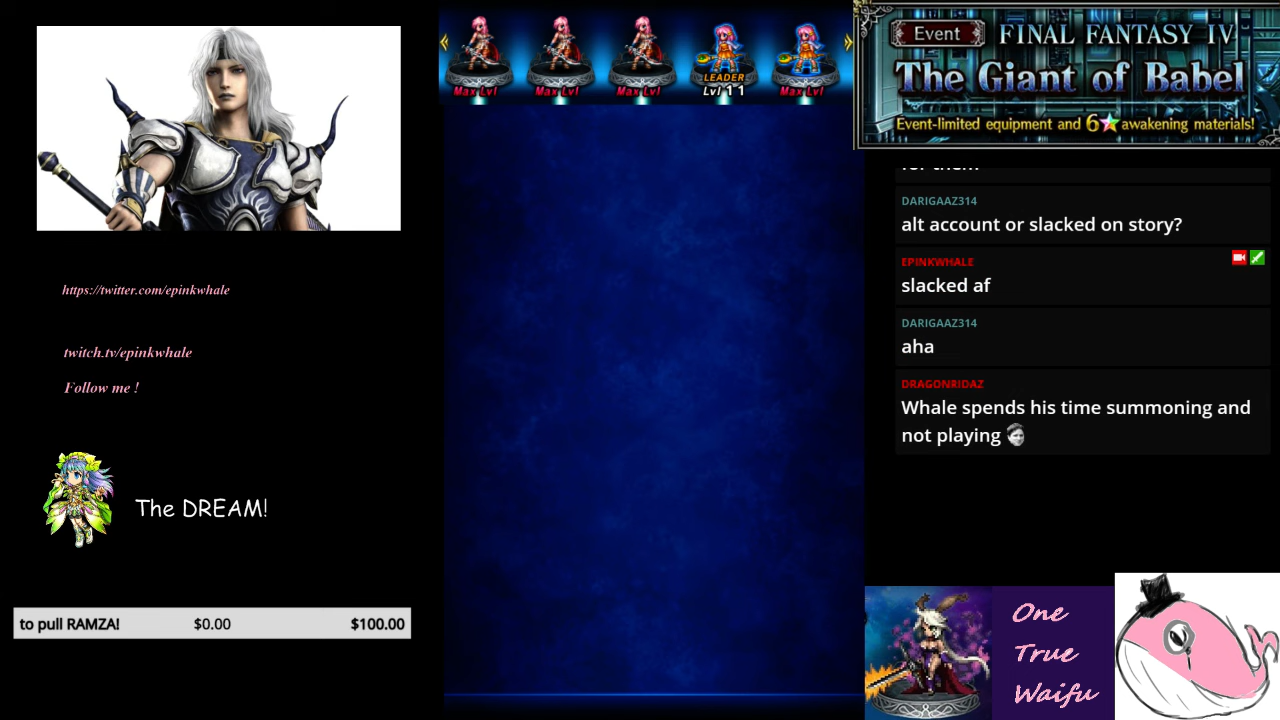 https://twitter.com/epinkwhale
twitch.tv/epinkwhale
Follow me !
The DREAM!
to pull RAMZA! $0.00 $100.00
Max Lvl Max Lvl Max Lvl LEADER Max Lvl
Lvl 11
Event FINAL FANTASY IV
The Giant of Babel
Event-limited equipment and 6 awakening materials!
for them
DARIGAAZ314
alt account or slacked on story?
EPINKWHALE
slacked af
DARIGAAZ314
aha
DRAGONRIDAZ
Whale spends his time summoning and
not playing
One
True
Waifu